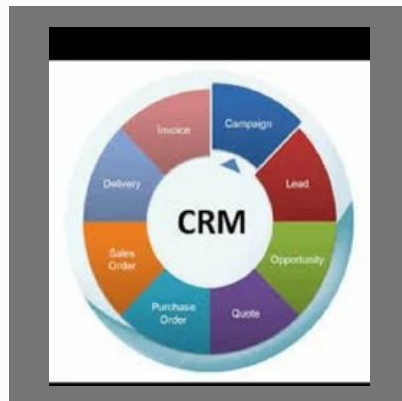 Campaign
Lead
Opportunity
Quote
Purchase
Order
Sales
Order
Delivery
Invoice
CRM